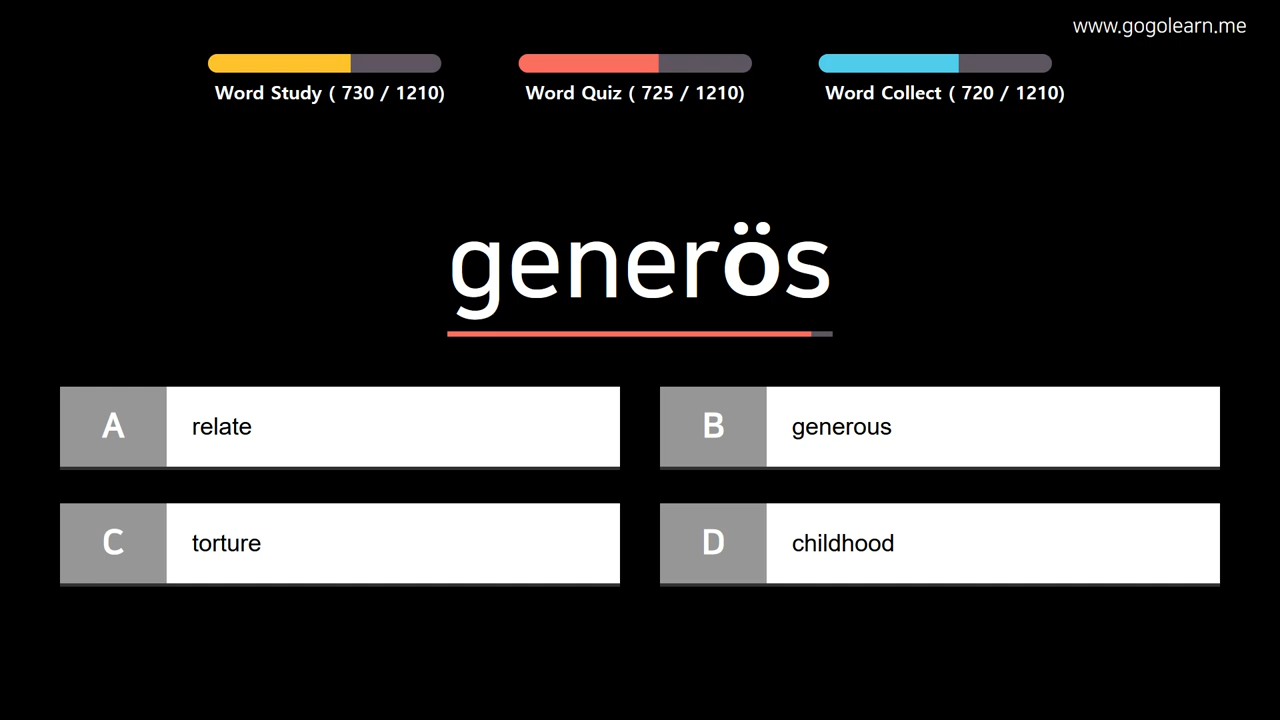 www.gogolearn.me
Word Study ( 730 / 1210)
Word Quiz ( 725 / 1210)
Word Collect ( 720 / 1210)
generös
A
relate
B
generous
C
torture
D
childhood